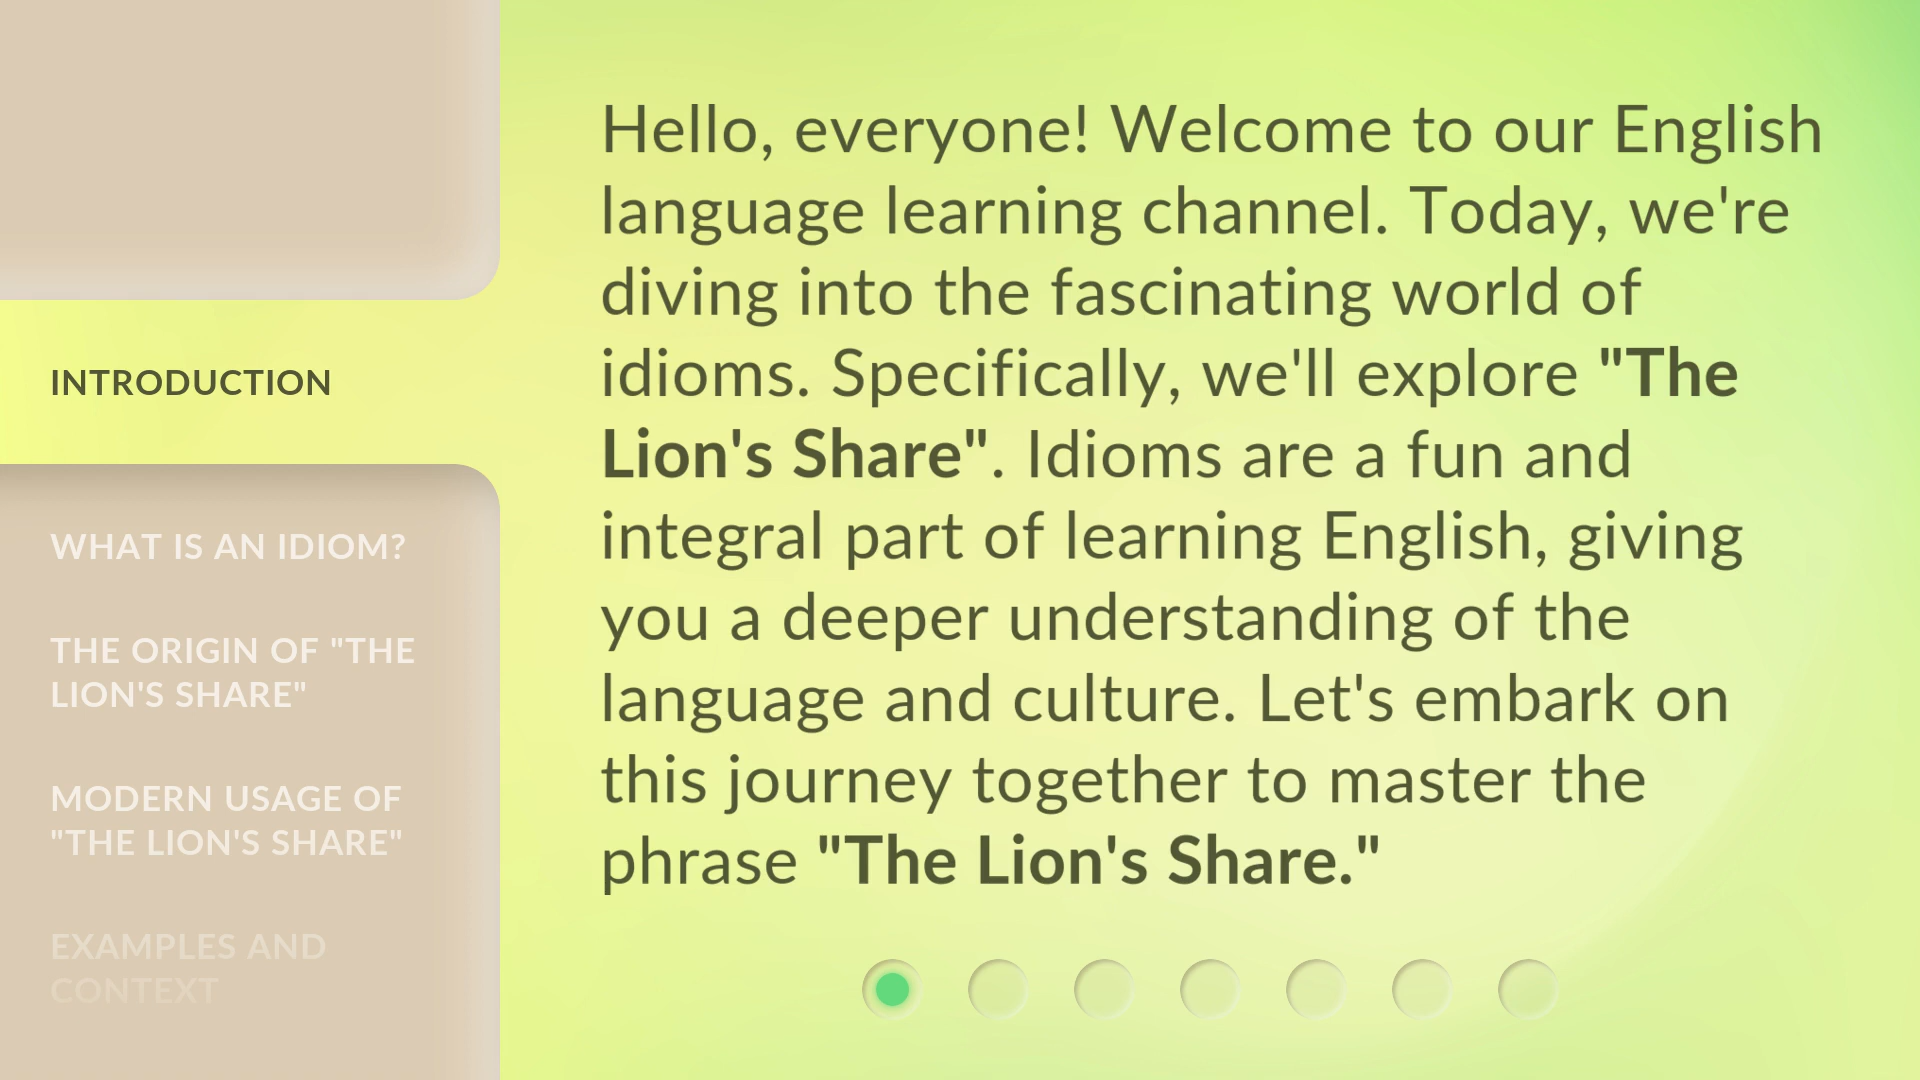 INTRODUCTION
WHAT IS AN IDIOM?
THE ORIGIN OF "THE
LION'S SHARE"
MODERN USAGE OF
"THE LION'S SHARE"
EXAMPLES AND
CONTEXT
Hello, everyone! Welcome to our English
language learning channel. Today, we're
diving into the fascinating world of
idioms. Specifically, we'll explore "The
Lion's Share". Idioms are a fun and
integral part of learning English, giving
you a deeper understanding of the
language and culture. Let's embark on
this journey together to master the
phrase "The Lion's Share."